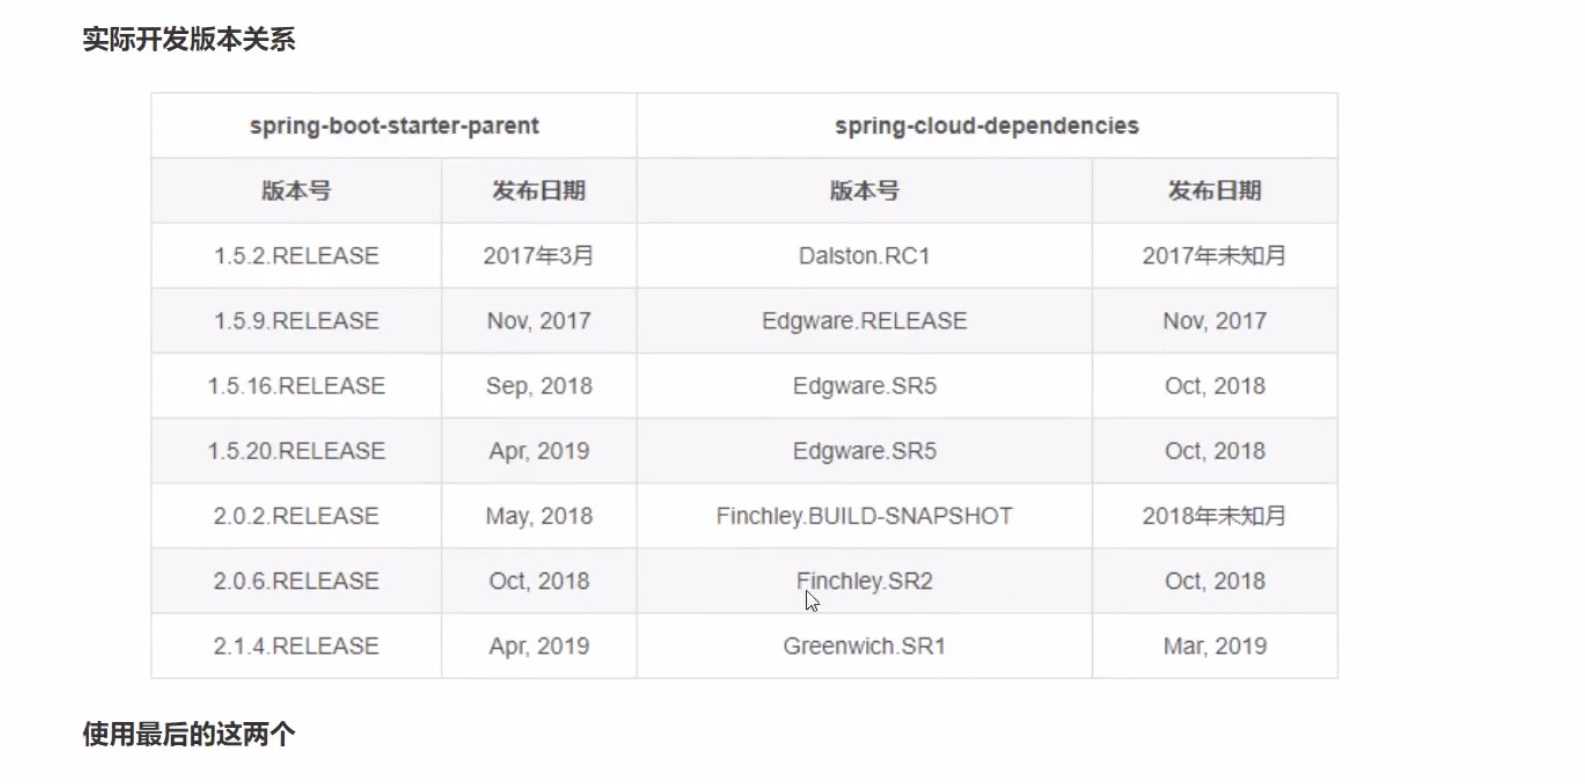 实际开发版本关系
spring-boot-starter-parent spring-cloud-dependencies
版本号 发布日期 版本号 发布日期
1.5.2.RELEASE 2017年3月 Dalston.RC1 2017年未知月
1.5.9.RELEASE Nov, 2017 Edgware.RELEASE Nov, 2017
1.5.16.RELEASE Sep, 2018 Edgware.SR5 Oct, 2018
1.5.20.RELEASE Apr, 2019 Edgware.SR5 Oct, 2018
2.0.2.RELEASE May, 2018 Finchley.BUILD-SNAPSHOT 2018年未知月
2.0.6.RELEASE Oct, 2018 Finchley.SR2 Oct, 2018
2.1.4.RELEASE Apr, 2019 Greenwich.SR1 Mar, 2019
使用最后的这两个